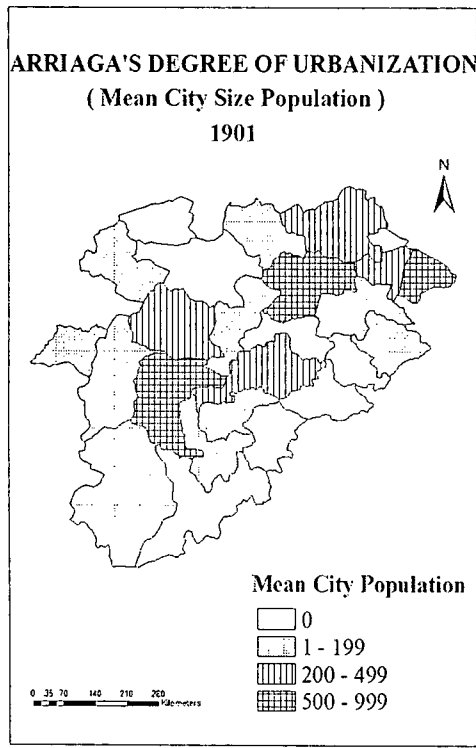 ARRIAGA'S DEGREE OF URBANIZATION
( Mean City Size Population )
1901
N
Mean City Population
0
1 - 199
200 - 499
500 - 999
0 35 70 140 210 280
Kilometers